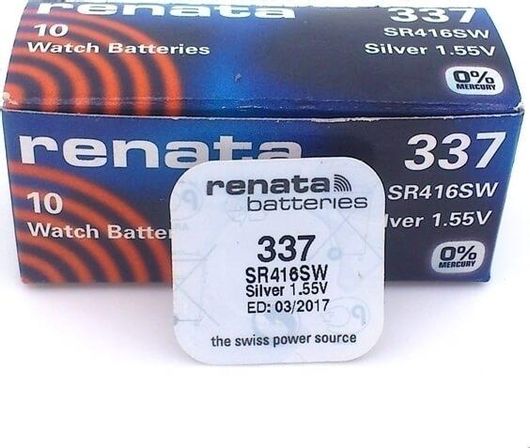 renata
337
10
Watch Batteries
SR416SW
Silver 1.55V
0%
MERCURY
renata
337
10
Watch Batter
SR416SW
lver 1.55V
0%
MERCURY
renata
batteries
337
SR416SW
Silver 1.55V
ED: 03/2017
the swiss power source